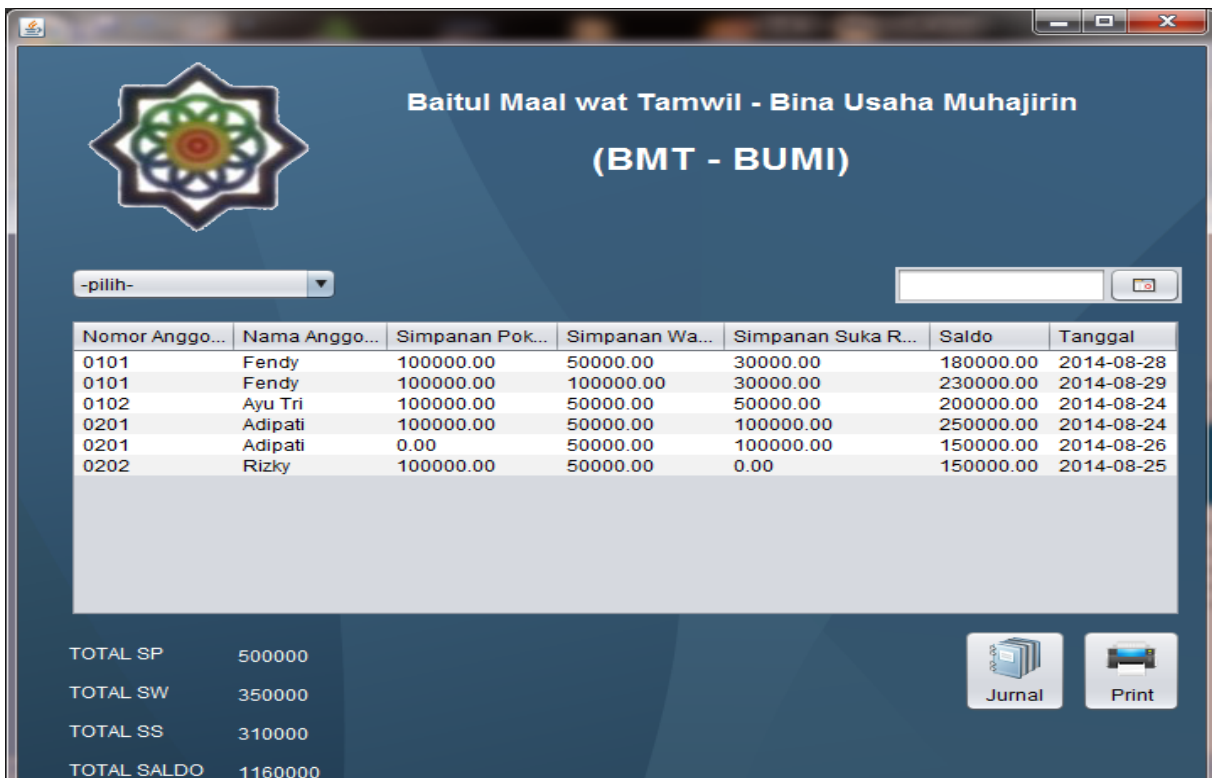 Baitul Maal wat Tamwil - Bina Usaha Muhajirin
(BMT - BUMI)
-pilih-
Nomor Anggo... Nama Anggo... Simpanan Pok... Simpanan Wa... Simpanan Suka R... Saldo Tanggal
0101 Fendy 100000.00 50000.00 30000.00 180000.00 2014-08-28
0101 Fendy 100000.00 100000.00 30000.00 230000.00 2014-08-29
0102 Ayu Tri 100000.00 50000.00 50000.00 200000.00 2014-08-24
0201 Adipati 100000.00 50000.00 100000.00 250000.00 2014-08-24
0201 Adipati 0.00 50000.00 100000.00 150000.00 2014-08-26
0202 Rizky 100000.00 50000.00 0.00 150000.00 2014-08-25
TOTAL SP 500000
TOTAL SW 350000
TOTAL SS 310000
TOTAL SALDO 1160000
Jurnal Print